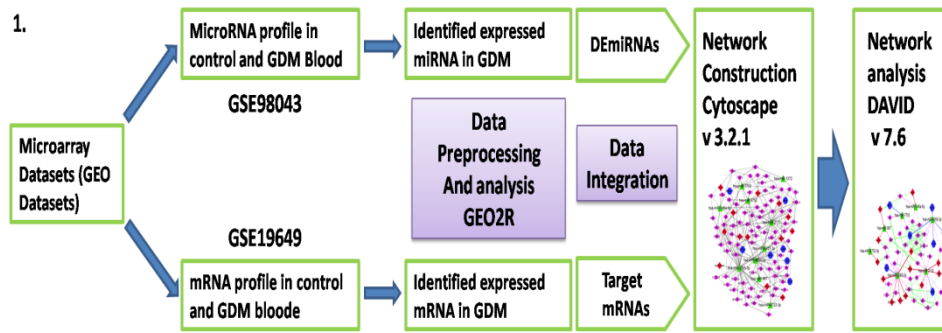 1.
MicroRNA profile in
control and GDM Blood
GSE98043
Identified expressed
miRNA in GDM
DEmiRNAs
Microarray
Datasets (GEO
Datasets)
Data
Preprocessing
And analysis
GEO2R
Data
Integration
GSE19649
mRNA profile in control
and GDM bloode
Identified expressed
mRNA in GDM
Target
mRNAs
Network
Construction
Cytoscape
v 3.2.1
Network
analysis
DAVID
v 7.6